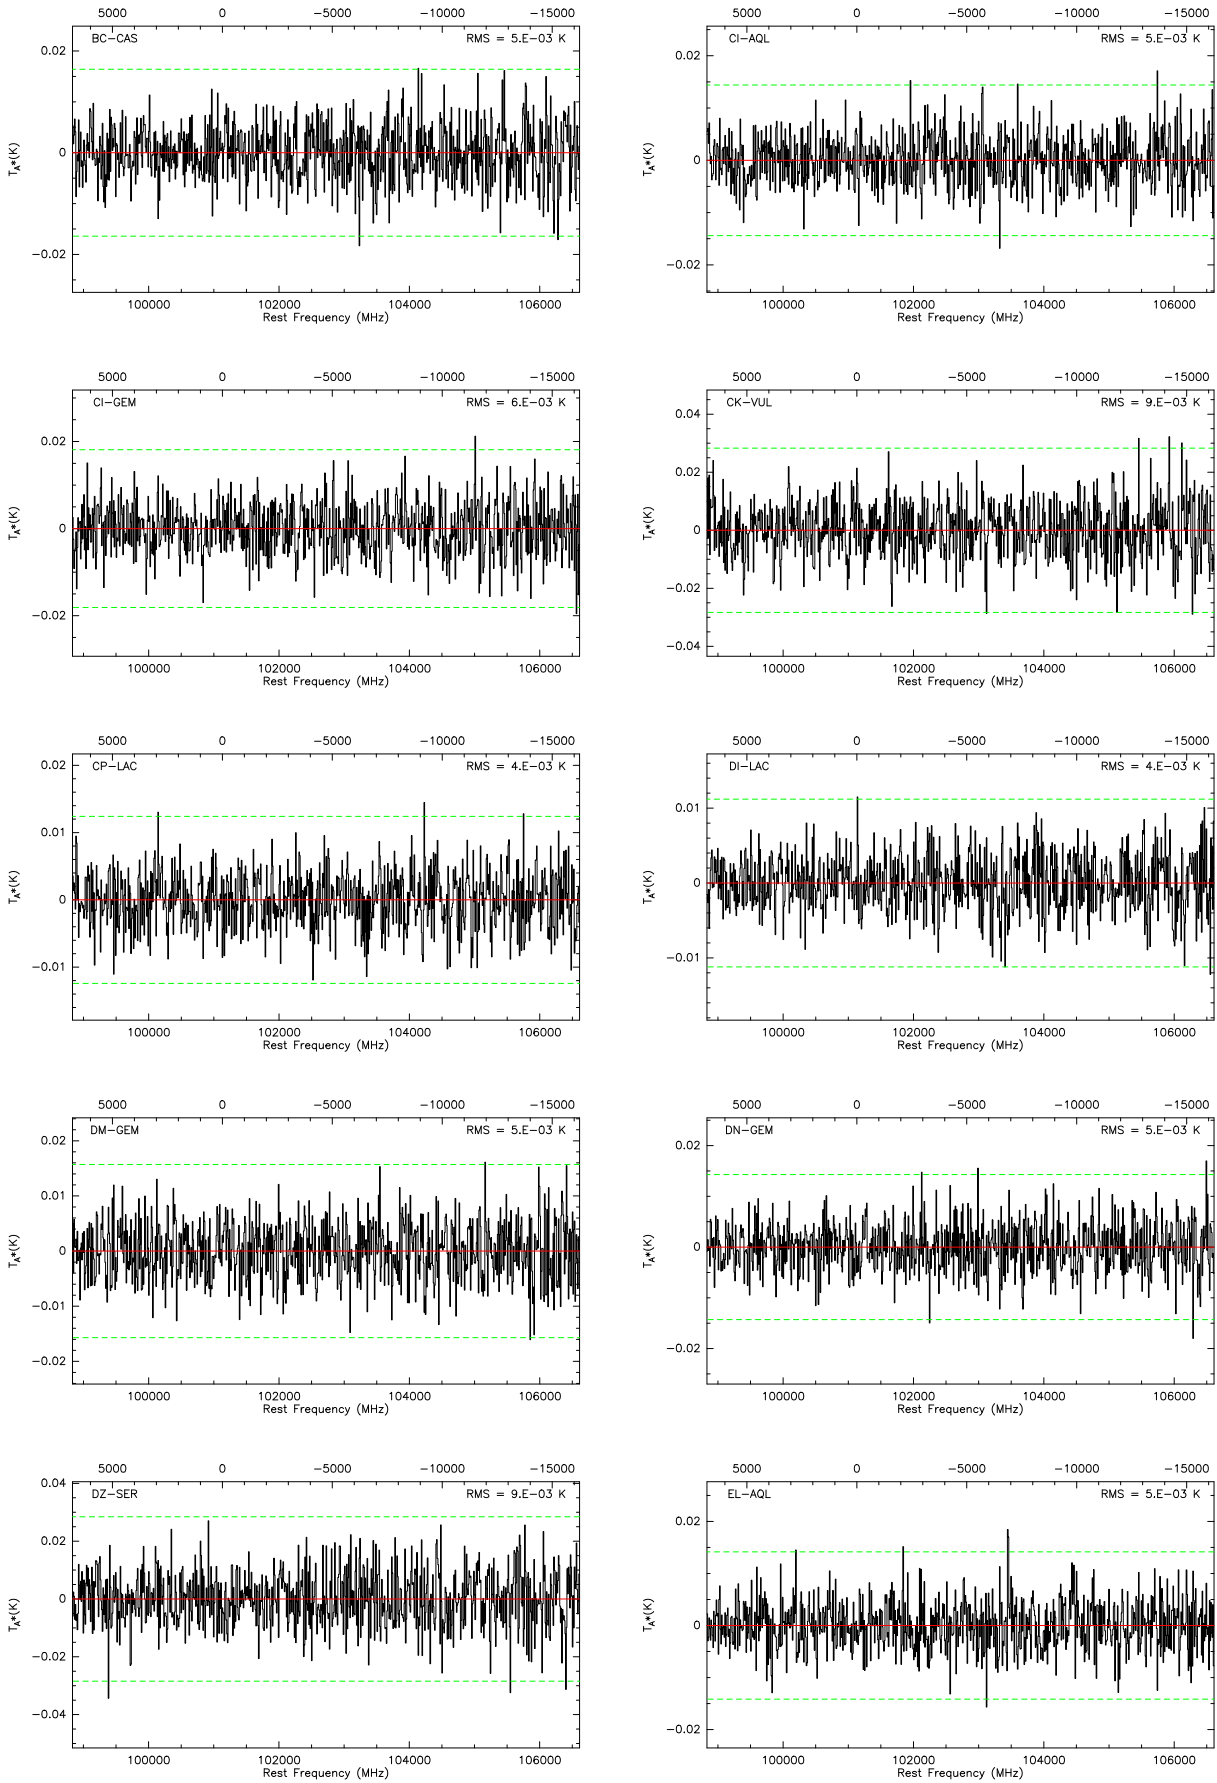 5000 0 −5000 −10000 −15000
5000 0 −5000 −10000 −15000
BC−CAS RMS = 5.E−03 K
CI−AQL RMS = 5.E−03 K
0.02
0
−0.02
T_A*(K)
0.02
0
−0.02
T_A*(K)
100000 102000 104000 106000
Rest Frequency (MHz)
100000 102000 104000 106000
Rest Frequency (MHz)
5000 0 −5000 −10000 −15000
5000 0 −5000 −10000 −15000
CI−GEM RMS = 6.E−03 K
CK−VUL RMS = 9.E−03 K
0.02
0
−0.02
T_A*(K)
0.04
0.02
0
−0.02
−0.04
T_A*(K)
100000 102000 104000 106000
Rest Frequency (MHz)
100000 102000 104000 106000
Rest Frequency (MHz)
5000 0 −5000 −10000 −15000
5000 0 −5000 −10000 −15000
CP−LAC RMS = 4.E−03 K
DI−LAC RMS = 4.E−03 K
0.02
0.01
0
−0.01
T_A*(K)
0.01
0
−0.01
T_A*(K)
100000 102000 104000 106000
Rest Frequency (MHz)
100000 102000 104000 106000
Rest Frequency (MHz)
5000 0 −5000 −10000 −15000
5000 0 −5000 −10000 −15000
DM−GEM RMS = 5.E−03 K
DN−GEM RMS = 5.E−03 K
0.02
0.01
0
−0.01
−0.02
T_A*(K)
0.02
0
−0.02
T_A*(K)
100000 102000 104000 106000
Rest Frequency (MHz)
100000 102000 104000 106000
Rest Frequency (MHz)
5000 0 −5000 −10000 −15000
5000 0 −5000 −10000 −15000
DZ−SER RMS = 9.E−03 K
EL−AQL RMS = 5.E−03 K
0.04
0.02
0
−0.02
−0.04
T_A*(K)
0.02
0
−0.02
T_A*(K)
100000 102000 104000 106000
Rest Frequency (MHz)
100000 102000 104000 106000
Rest Frequency (MHz)